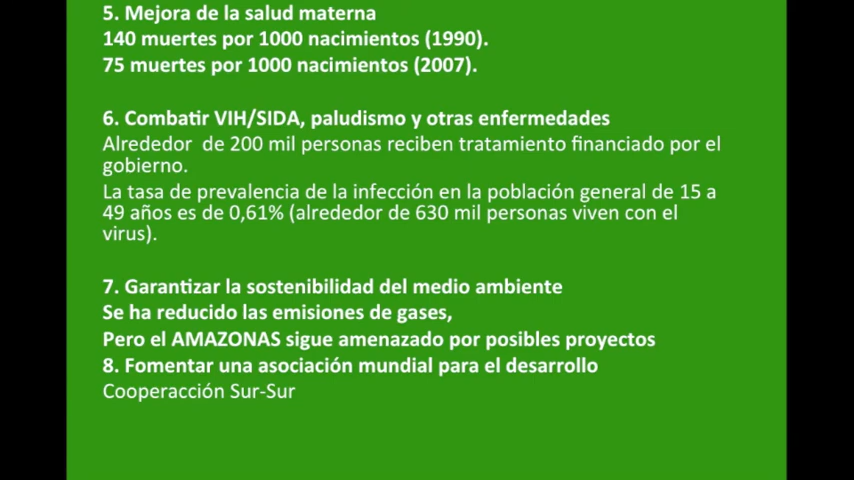 5. Mejora de la salud materna
140 muertes por 1000 nacimientos (1990).
75 muertes por 1000 nacimientos (2007).
6. Combatir VIH/SIDA, paludismo y otras enfermedades
Alrededor  de 200 mil personas reciben tratamiento financiado por el
gobierno.
La tasa de prevalencia de la infección en la población general de 15 a
49 años es de 0,61% (alrededor de 630 mil personas viven con el
virus).
7. Garantizar la sostenibilidad del medio ambiente
Se ha reducido las emisiones de gases,
Pero el AMAZONAS sigue amenazado por posibles proyectos
8. Fomentar una asociación mundial para el desarrollo
Cooperacción Sur-Sur